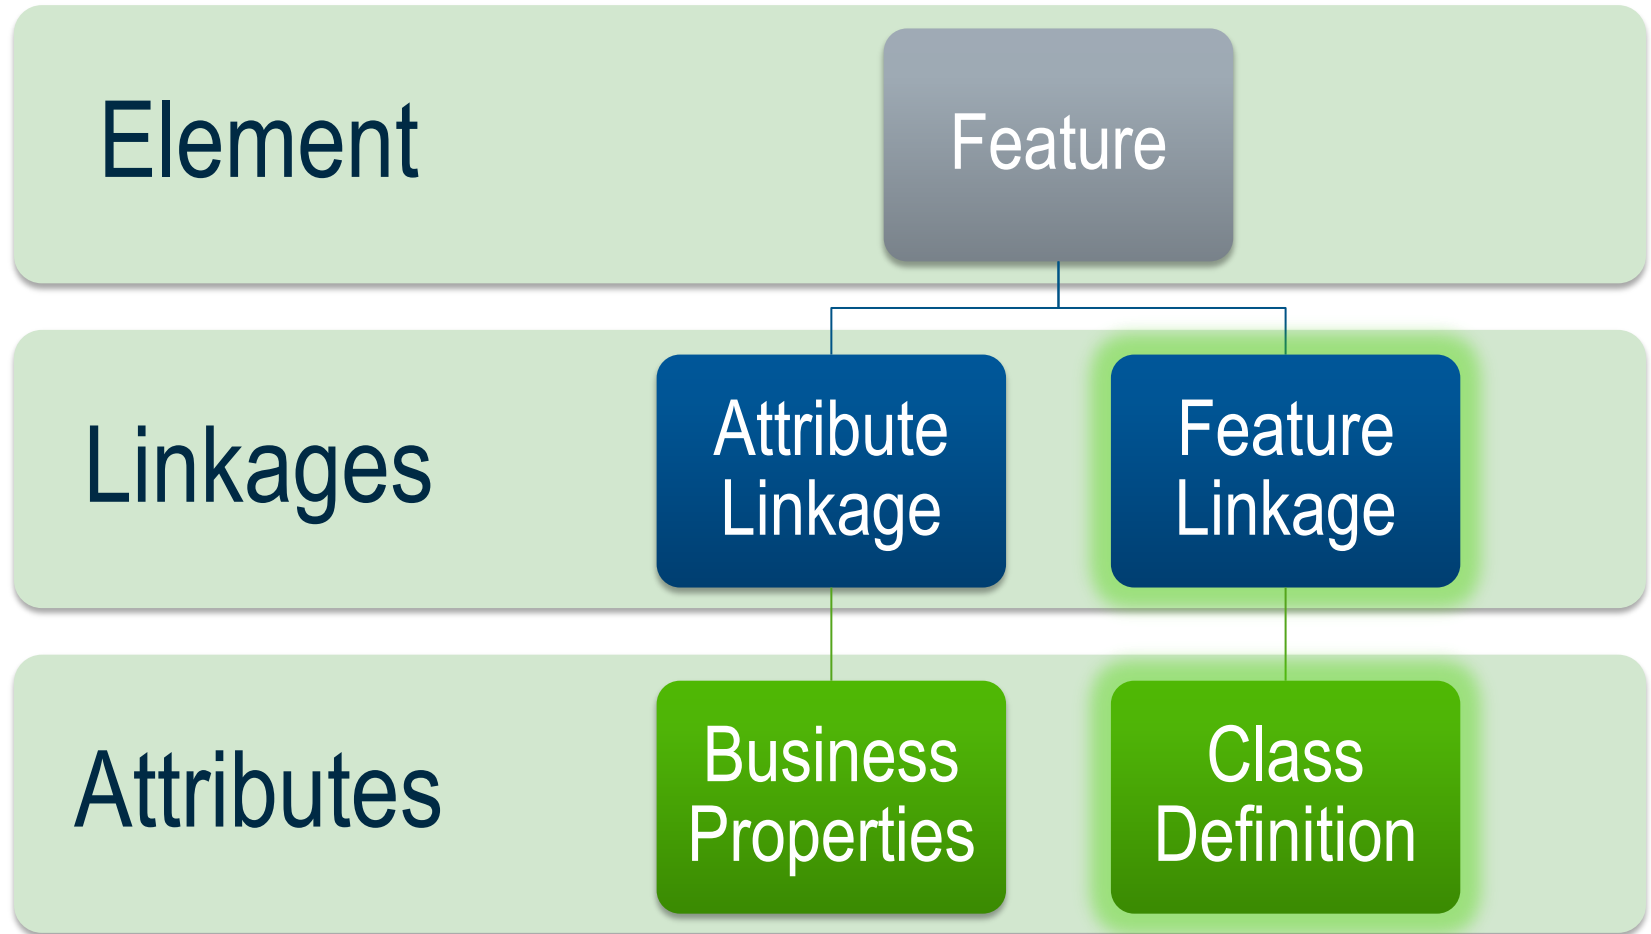 Element
Feature
Linkages
Attribute
Linkage
Feature
Linkage
Attributes
Business
Properties
Class
Definition